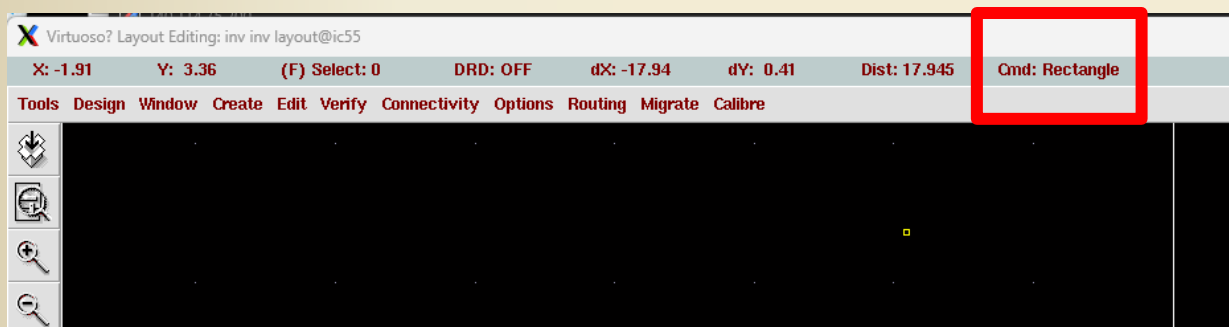 Virtuoso? Layout Editing: inv inv layout@ic55
X: -1.91 Y: 3.36 (F) Select: 0 DRD: OFF dX: -17.94 dY: 0.41 Dist: 17.945 Cmd: Rectangle
Tools Design Window Create Edit Verify Connectivity Options Routing Migrate Calibre